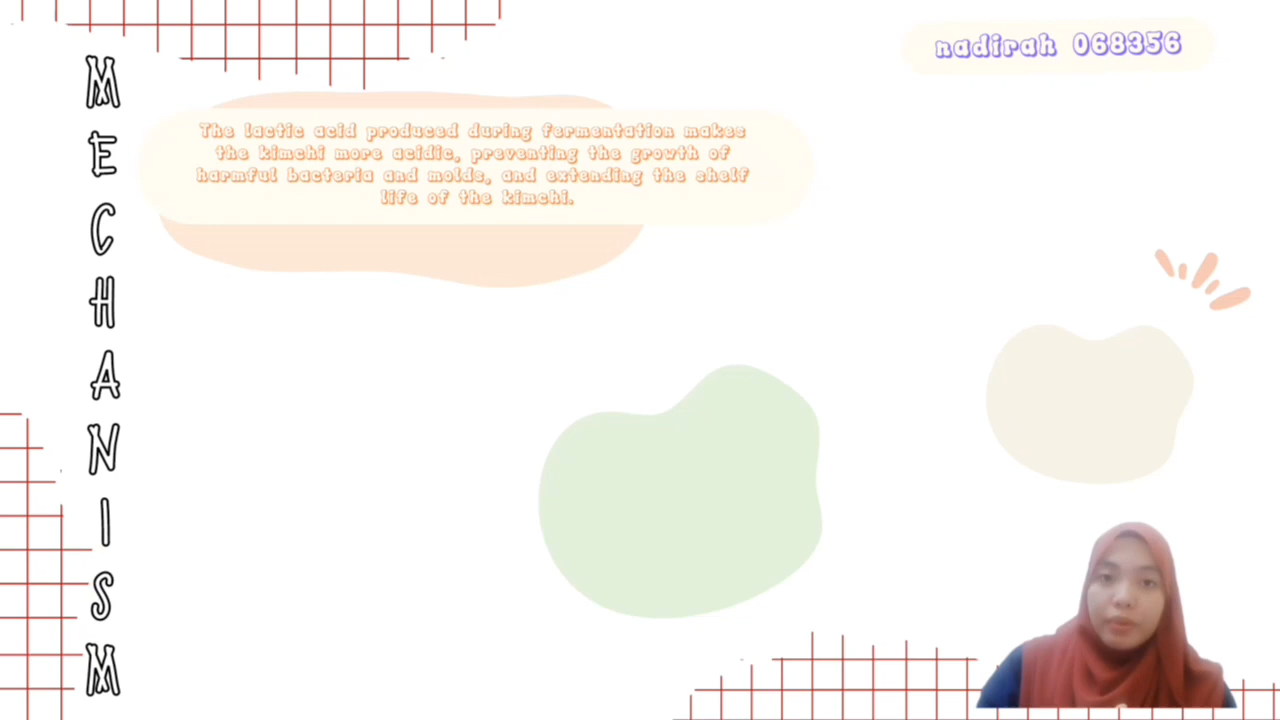 MECHANISM
nadirah 068356
The lactic acid produced during fermentation makes
the kimchi more acidic, preventing the growth of
harmful bacteria and molds, and extending the shelf
life of the kimchi.